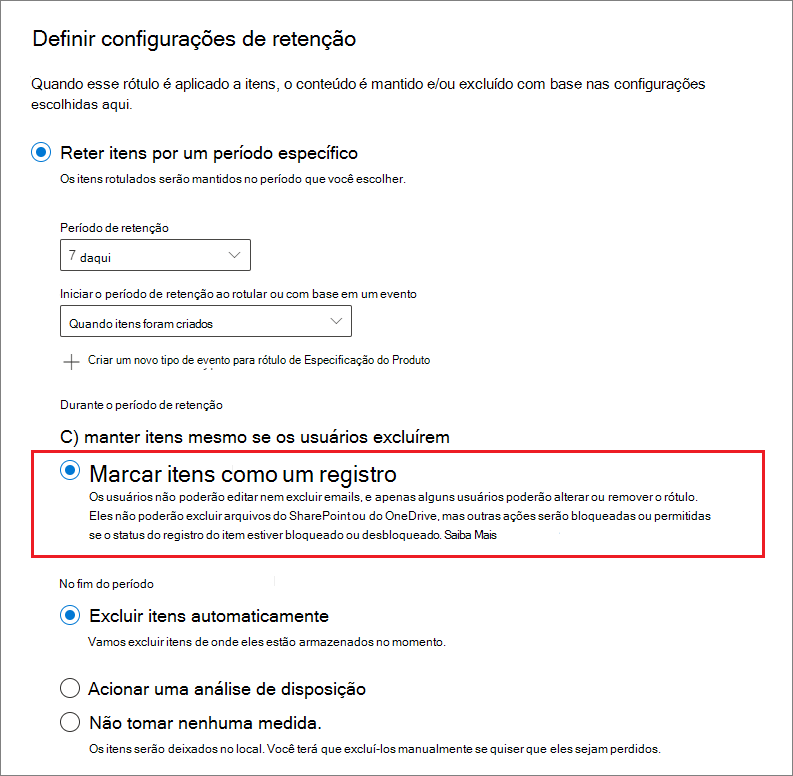 Definir configurações de retenção
Quando esse rótulo é aplicado a itens, o conteúdo é mantido e/ou excluído com base nas configurações
escolhidas aqui.
Reter itens por um período específico
Os itens rotulados serão mantidos no período que você escolher.
Período de retenção
7 daqui
Iniciar o período de retenção ao rotular ou com base em um evento
Quando itens foram criados
Criar um novo tipo de evento para rótulo de Especificação do Produto
Durante o período de retenção
C) manter itens mesmo se os usuários excluírem
Marcar itens como um registro
Os usuários não poderão editar nem excluir emails, e apenas alguns usuários poderão alterar ou remover o rótulo.
Eles não poderão excluir arquivos do SharePoint ou do OneDrive, mas outras ações serão bloqueadas ou permitidas
se o status do registro do item estiver bloqueado ou desbloqueado. Saiba Mais
No fim do período
Excluir itens automaticamente
Vamos excluir itens de onde eles estão armazenados no momento.
Acionar uma análise de disposição
Não tomar nenhuma medida.
Os itens serão deixados no local. Você terá que excluí-los manualmente se quiser que eles sejam perdidos.